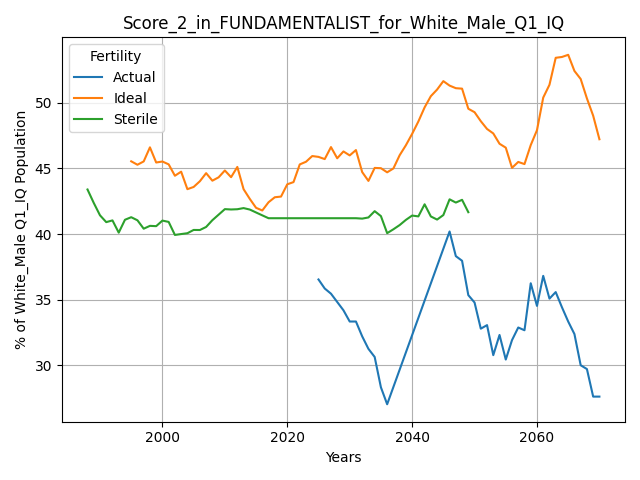 Score_2_in_FUNDAMENTALIST_for_White_Male_Q1_IQ
Fertility
Actual
Ideal
Sterile
% of White_Male Q1_IQ Population
50
45
40
35
30
2000
2020
2040
2060
Years